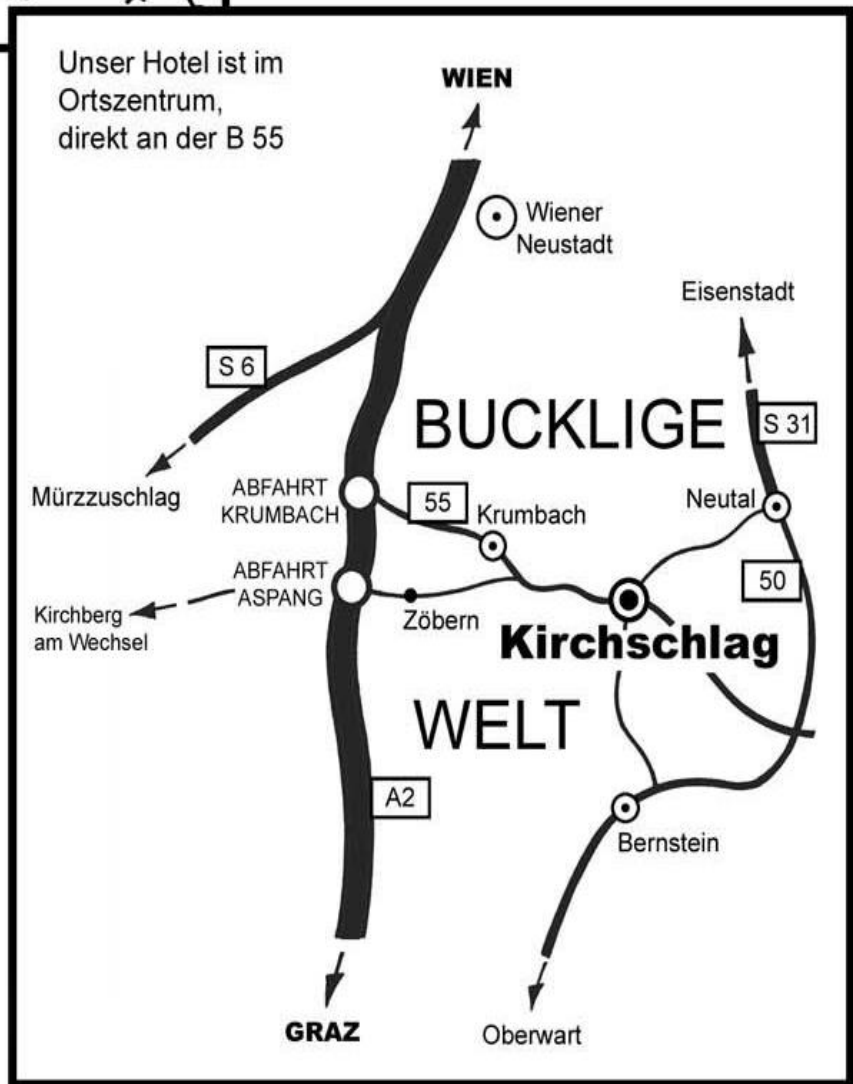 Unser Hotel ist im
Ortszentrum,
direkt an der B 55
WIEN
Wiener
Neustadt
Eisenstadt
S 6
BUCKLIGE
S 31
Mürzzuschlag
ABFAHRT
KRUMBACH
55
Krumbach
Neutal
ABFAHRT
ASPANG
50
Kirchberg
am Wechsel
Zöbern
Kirchschlag
WELT
A2
Bernstein
GRAZ
Oberwart